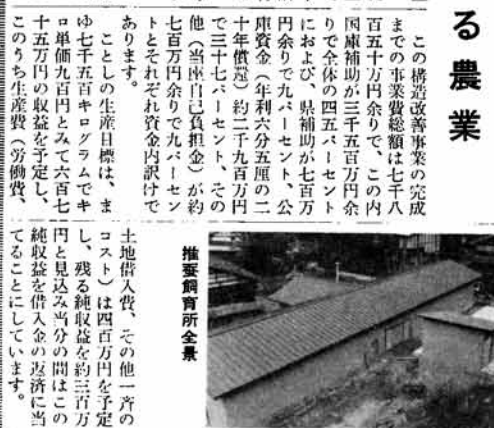 る農業
この構造改善事業の完成
までの事業費総額は七千八
百五十万円余りで、この内
国庫補助が三千五百万円余
りで全体の四五パーセント
におよび、県補助が七百万
円余りで九パーセント、公
庫資金(年利六分五厘の二
十年償還)約二千九百万円
で三十七パーセント、その
他(当座自己負担金)が約
七百万円余りで九パーセン
トとそれぞれ資金内訳けで
あります。
ことしの生産目標は、ま
ゆ七千五百キログラムでキ
ロ単価九百円とみて六百七
十五万円の収益を予定し、
このうち生産費(労働費、
土地借入費、その他一斉の
コスト)は四百万円を予定
し、残る純収益を約三百万
円と見込み当分の間はこの
純収益を借入金の返済に当
てることにしています。
推蚕飼育所全景